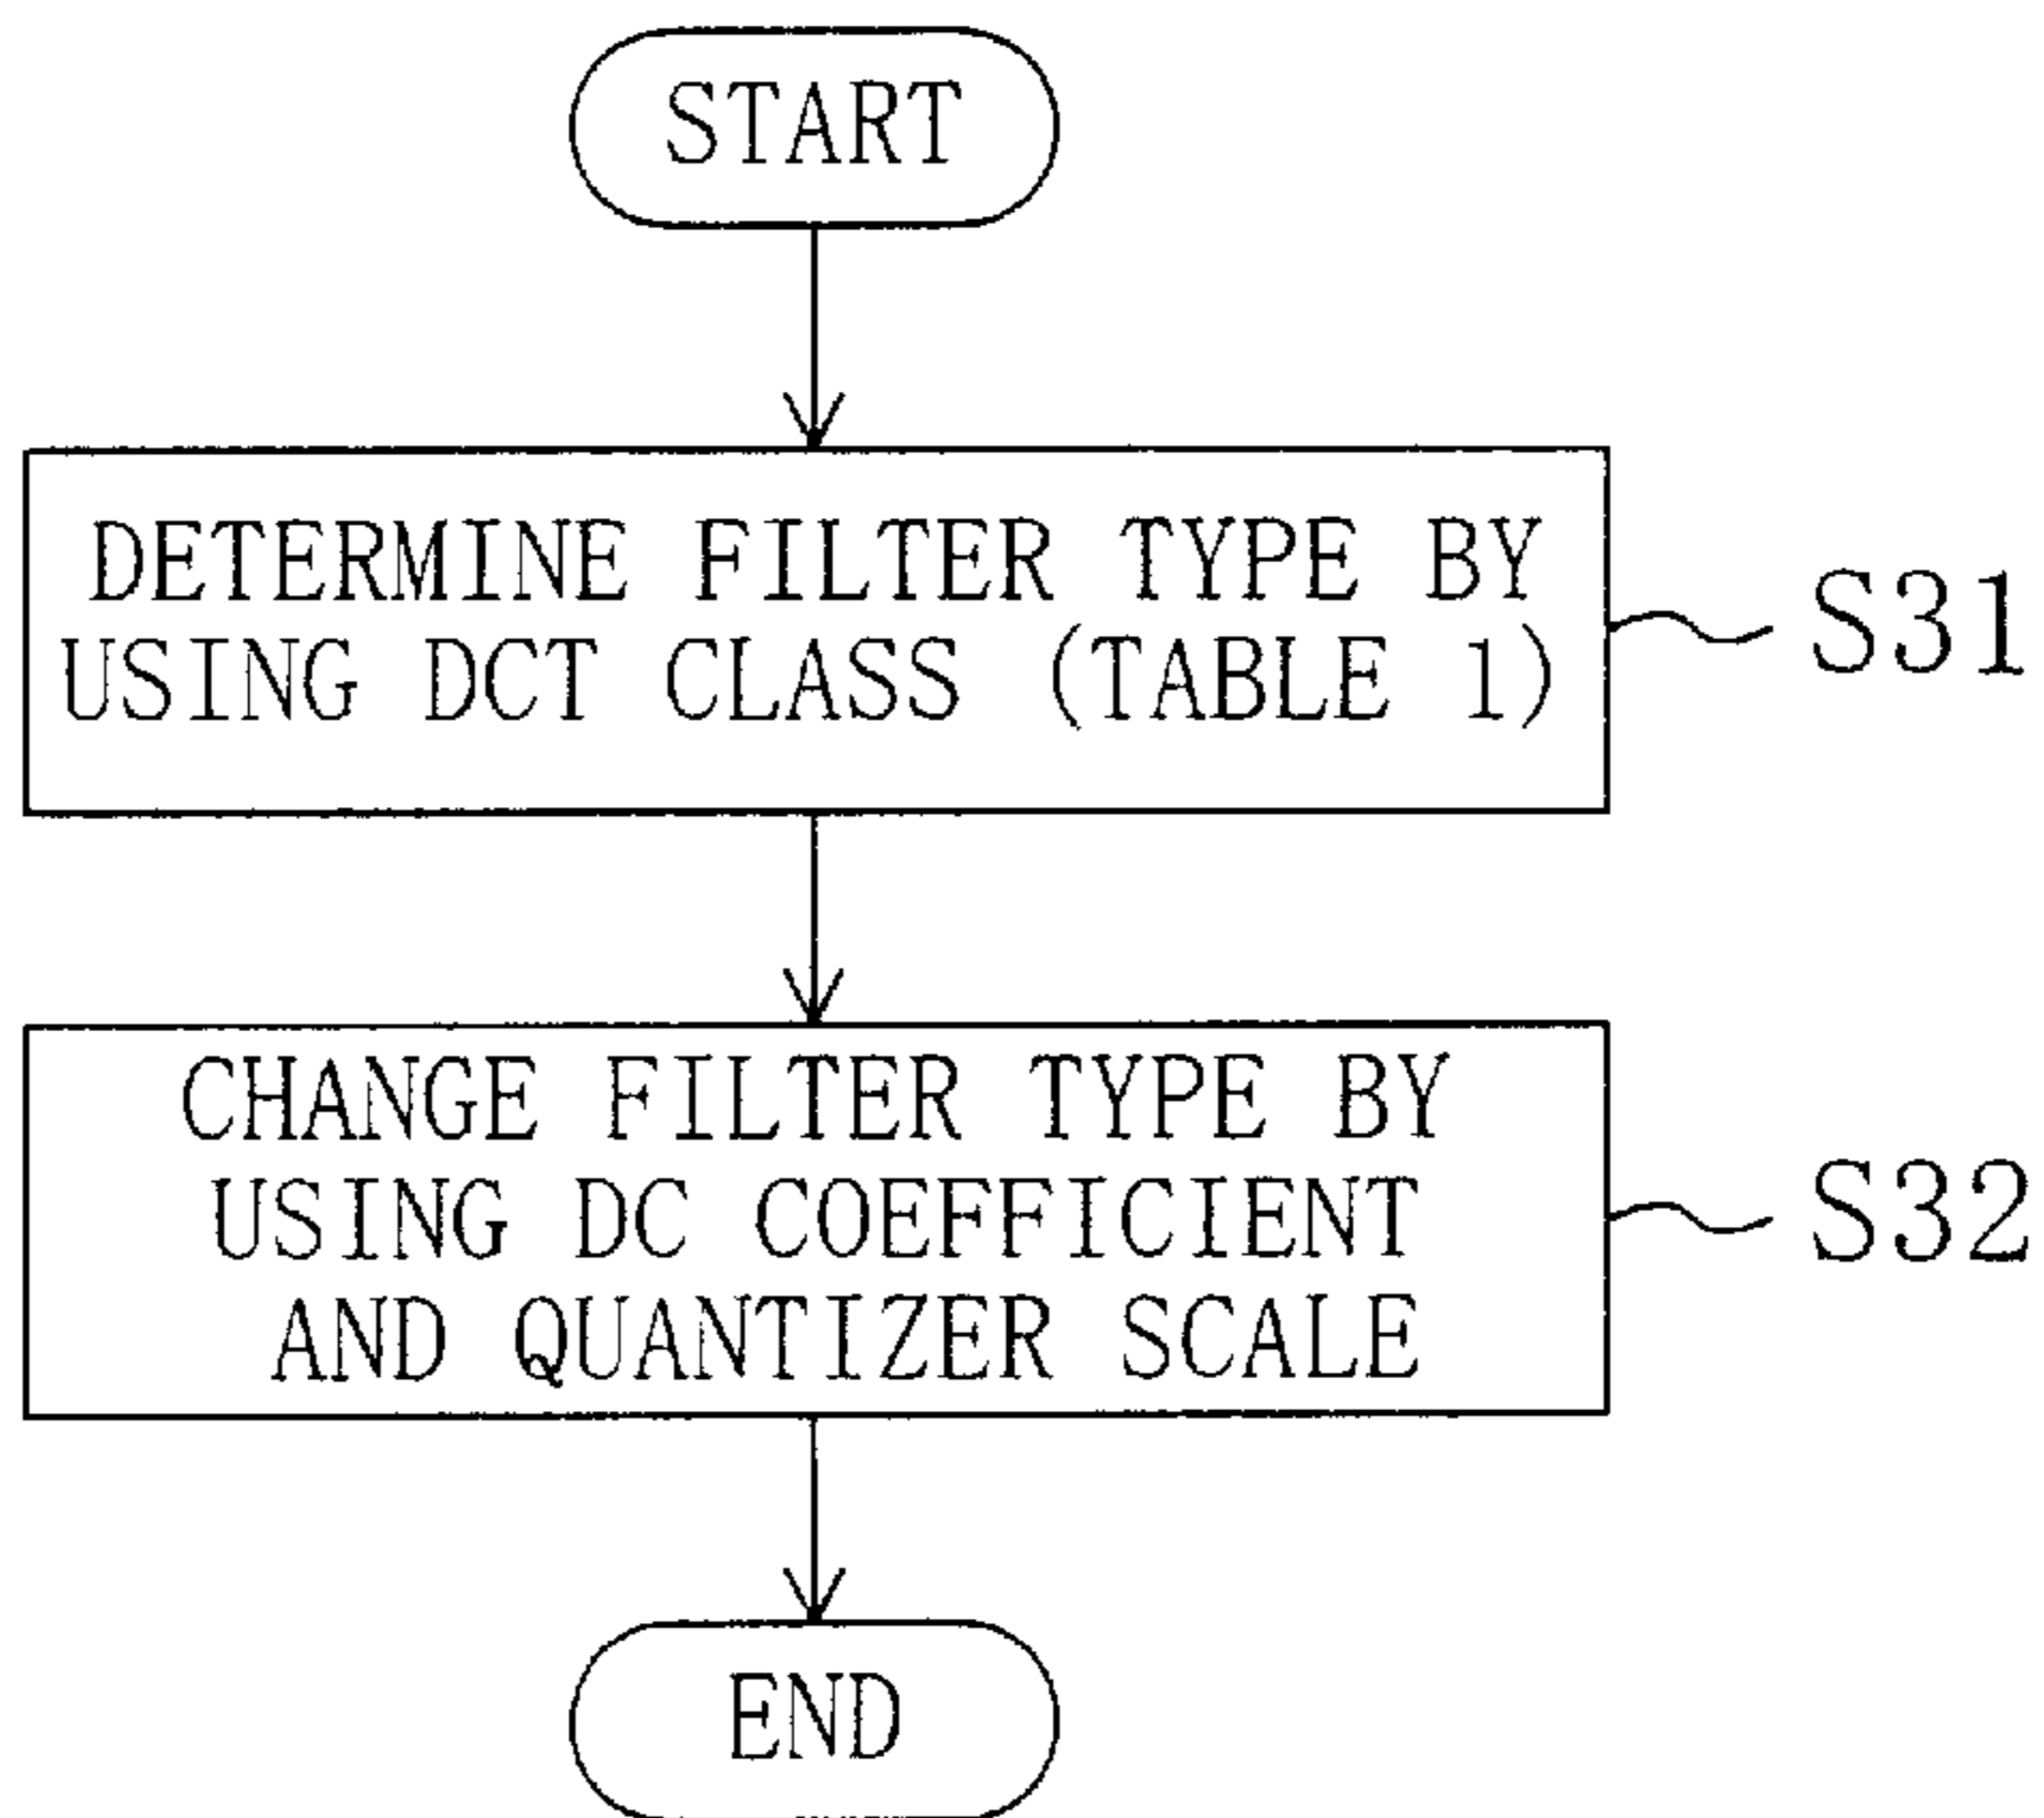 START
DETERMINE FILTER TYPE BY
USING DCT CLASS (TABLE 1)
S31
CHANGE FILTER TYPE BY
USING DC COEFFICIENT
AND QUANTIZER SCALE
S32
END